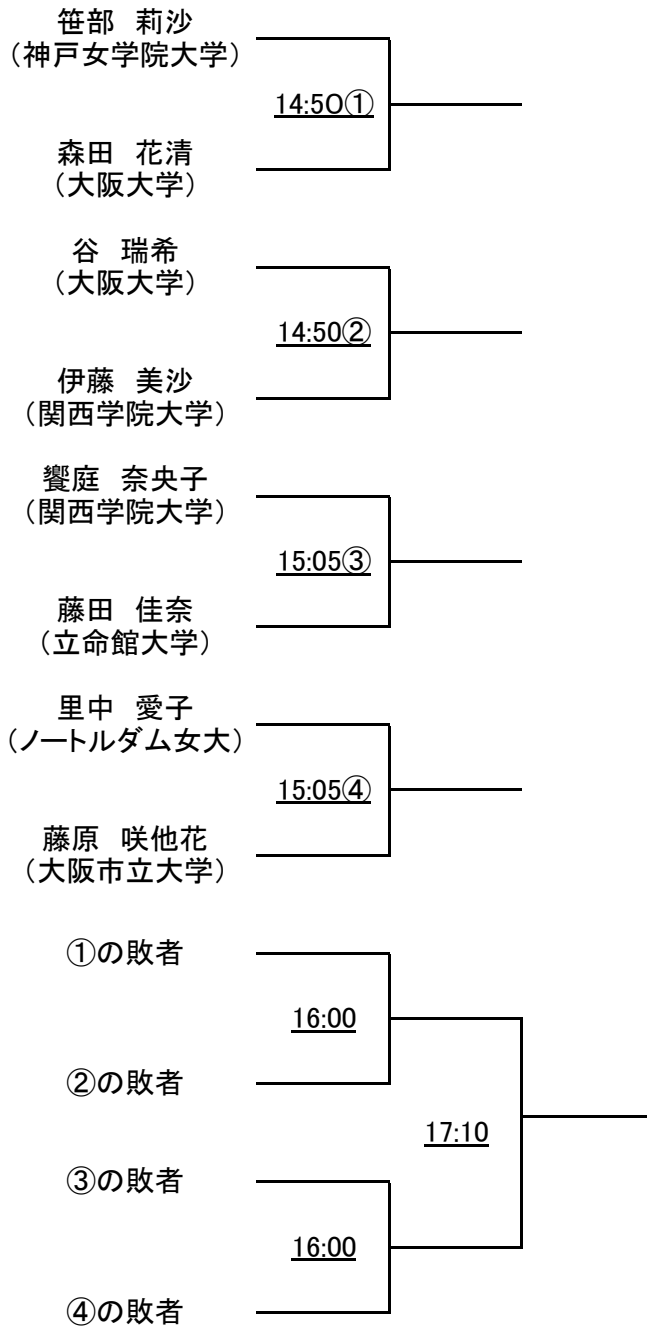 笹部　莉沙
（神戸女学院大学）
14:50①
森田　花清
（大阪大学）
谷　瑞希
（大阪大学）
14:50②
伊藤　美沙
（関西学院大学）
饗庭　奈央子
（関西学院大学）
15:05③
藤田　佳奈
（立命館大学）
里中　愛子
（ノートルダム女大）
15:05④
藤原　咲他花
（大阪市立大学）
①の敗者
16:00
②の敗者
17:10
③の敗者
16:00
④の敗者